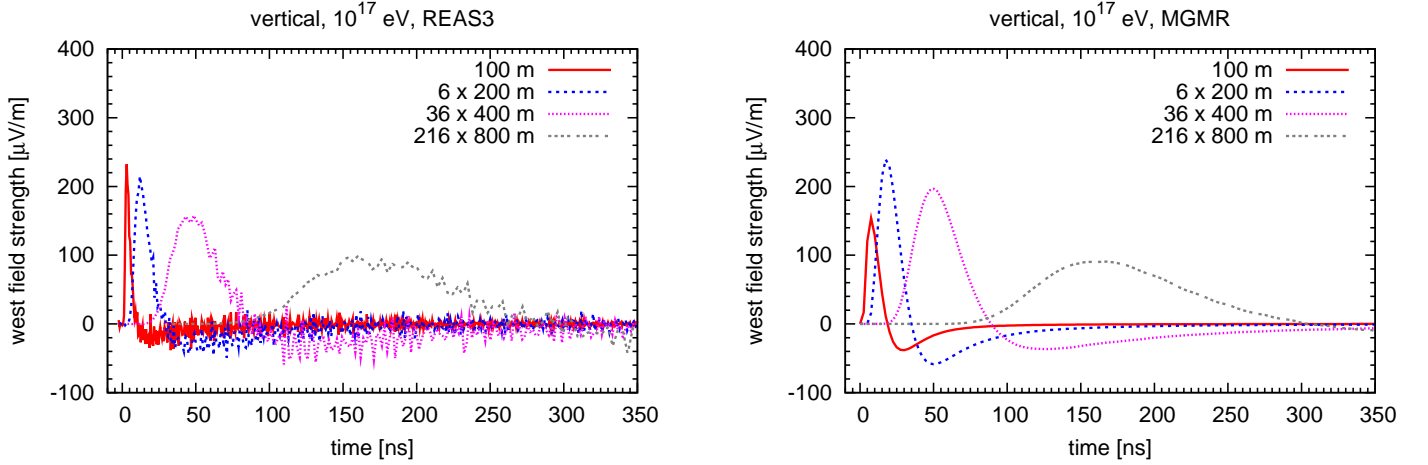 vertical, 10^17 eV, REAS3
400
300
200
100
0
-100
west field strength [μV/m]
100 m
6 x 200 m
36 x 400 m
216 x 800 m
0 50 100 150 200 250 300 350
time [ns]
vertical, 10^17 eV, MGMR
400
300
200
100
0
-100
west field strength [μV/m]
100 m
6 x 200 m
36 x 400 m
216 x 800 m
0 50 100 150 200 250 300 350
time [ns]